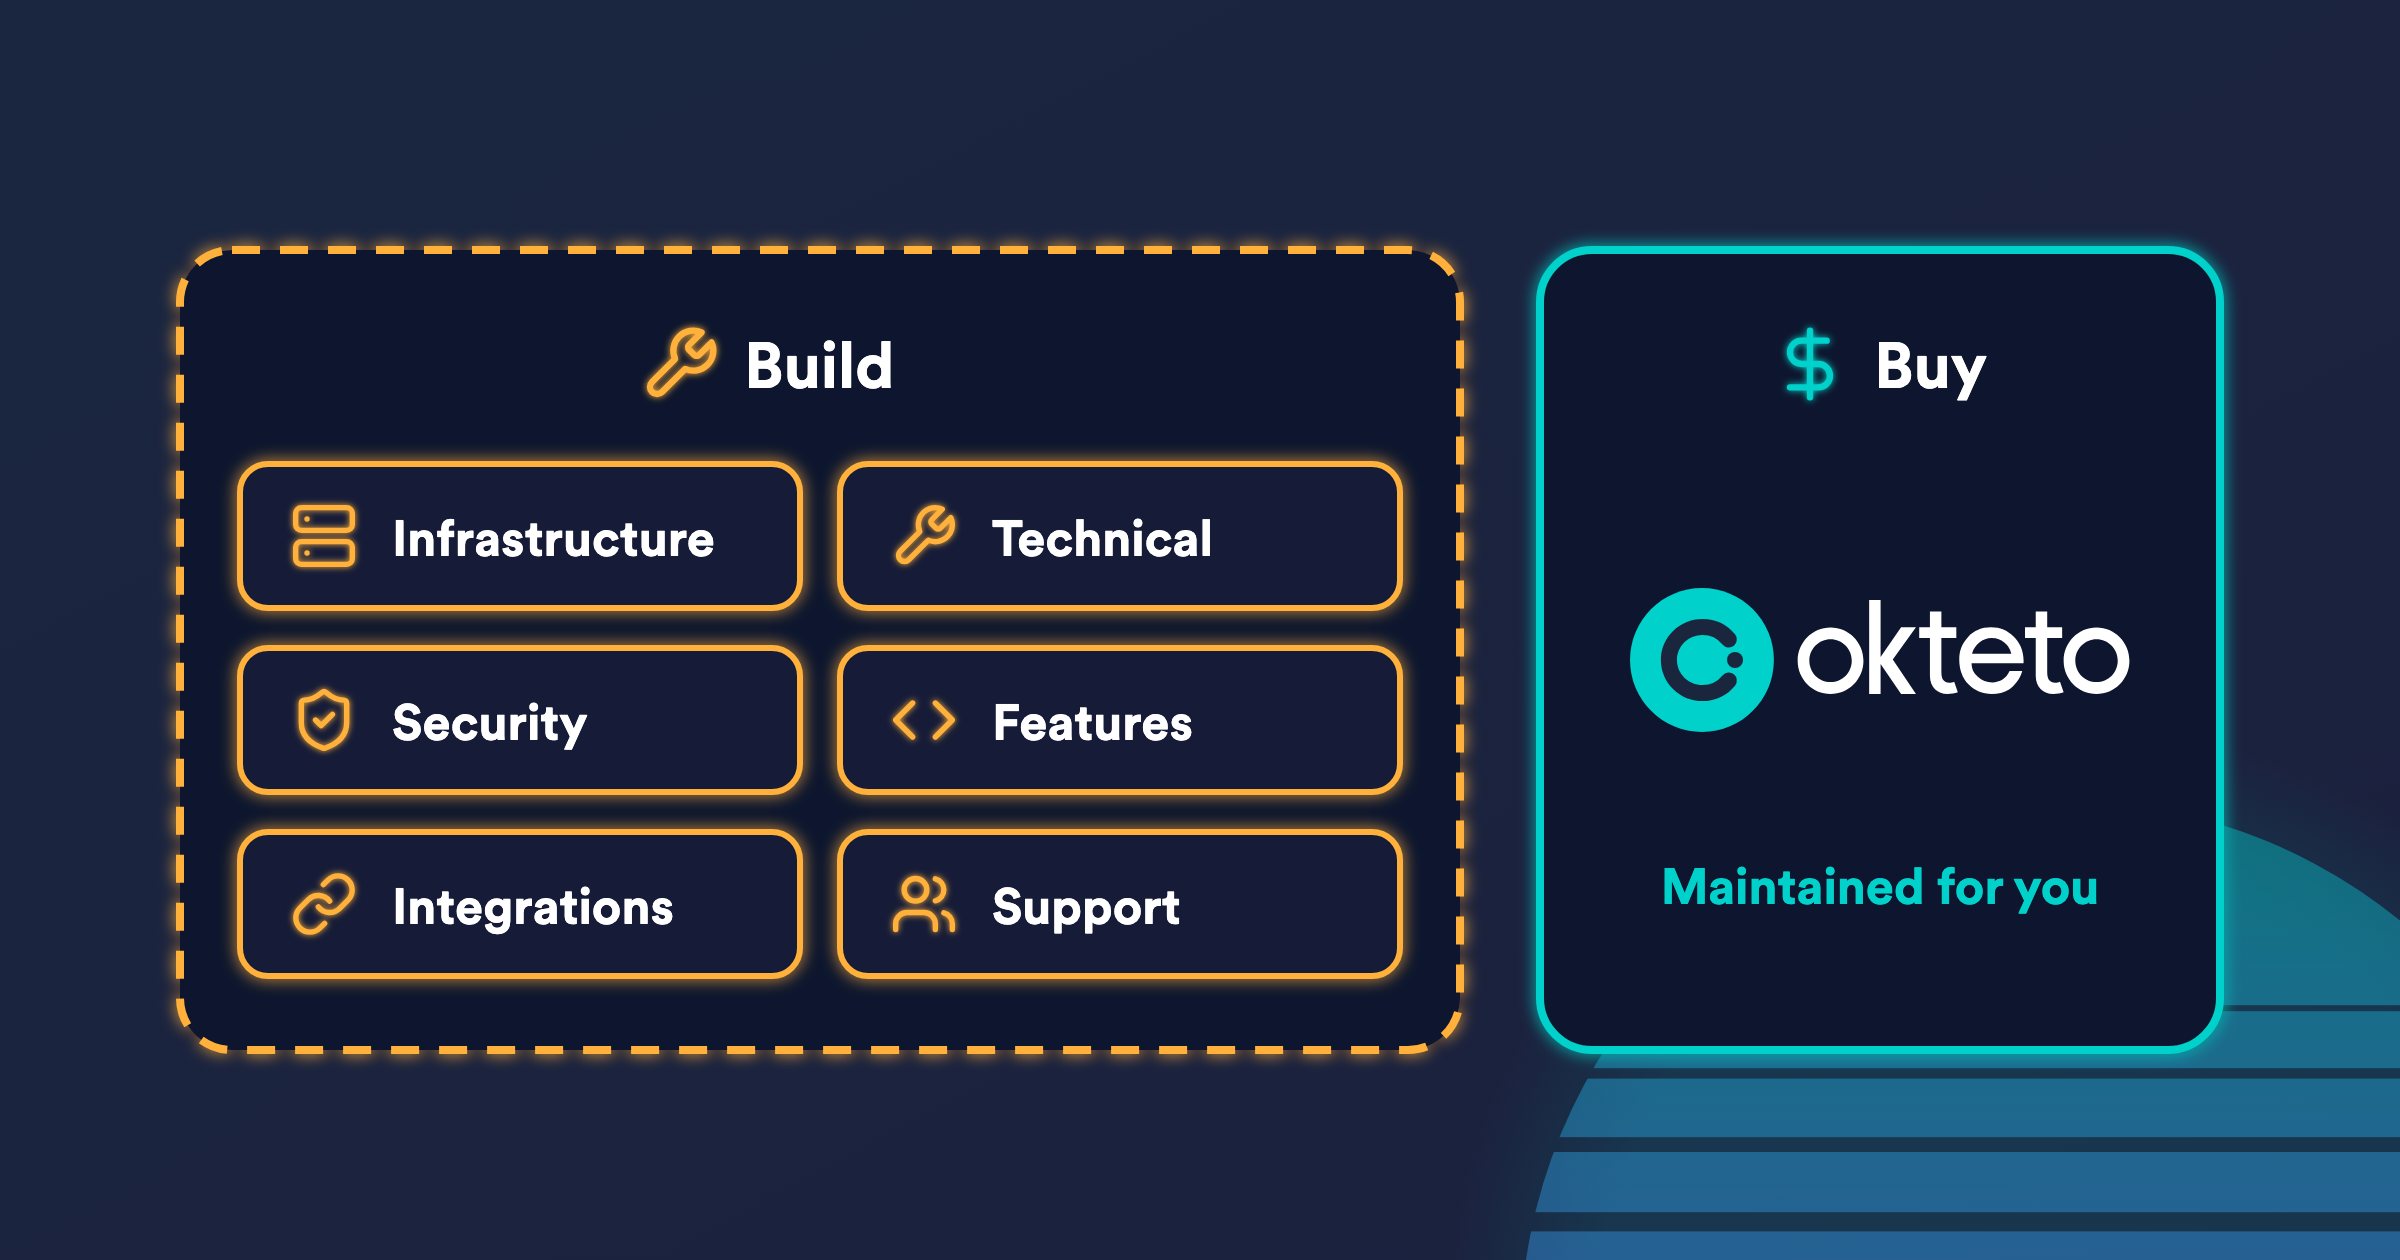 Build
Infrastructure
Technical
Security
Features
Integrations
Support
$ Buy
okteto
Maintained for you